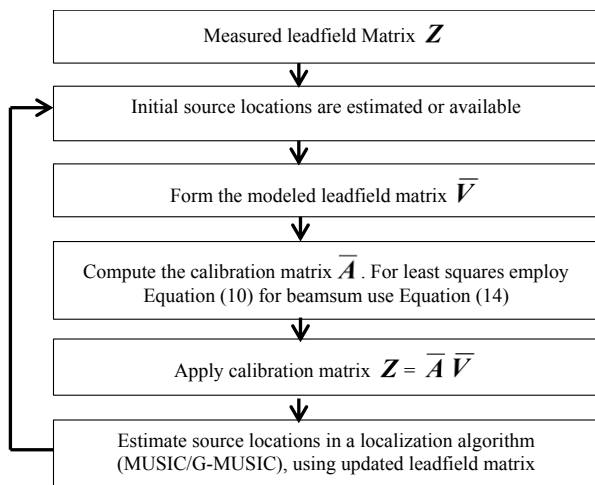 Measured leadfield Matrix Z
Initial source locations are estimated or available
Form the modeled leadfield matrix V̅
Compute the calibration matrix A̅ . For least squares employ
Equation (10) for beamsum use Equation (14)
Apply calibration matrix Z = A̅ V̅
Estimate source locations in a localization algorithm
(MUSIC/G-MUSIC), using updated leadfield matrix